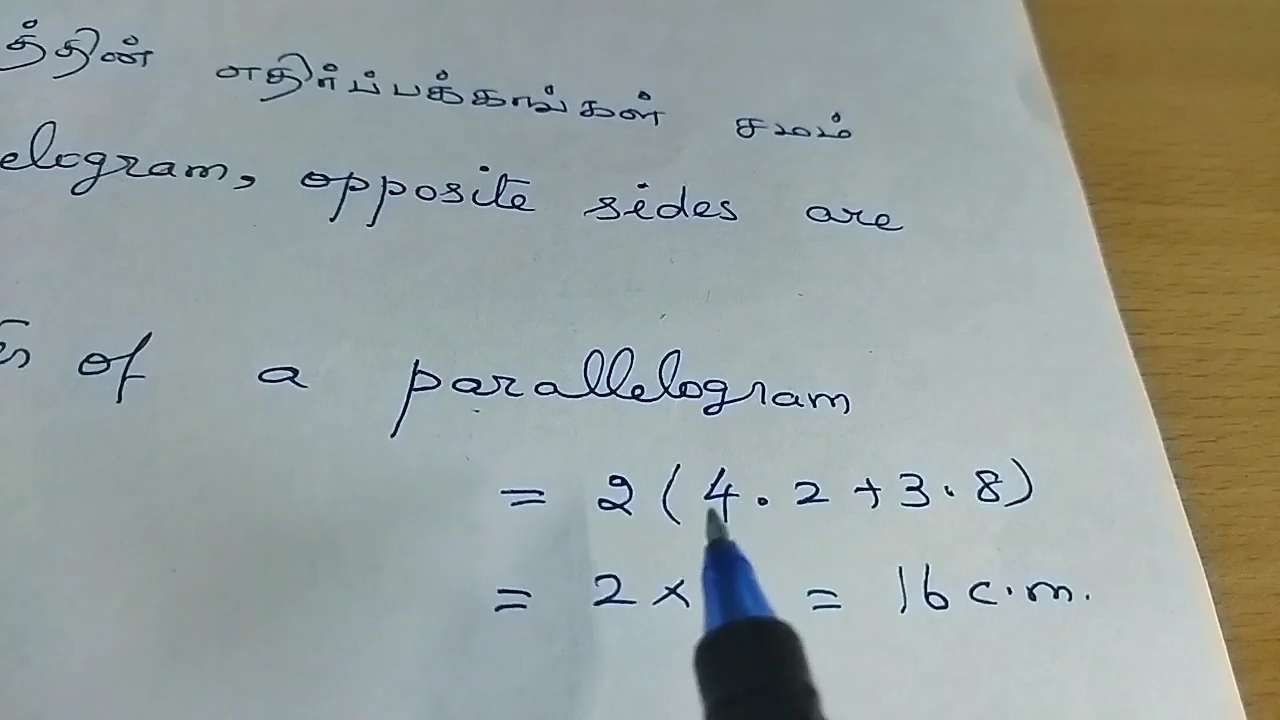 த்தின் எதிர்ப்பக்கங்கள் சமம்
elogram, opposite sides are
of a parallelogram
= 2(4.2+3.8)
= 2 × = 16 c.m.